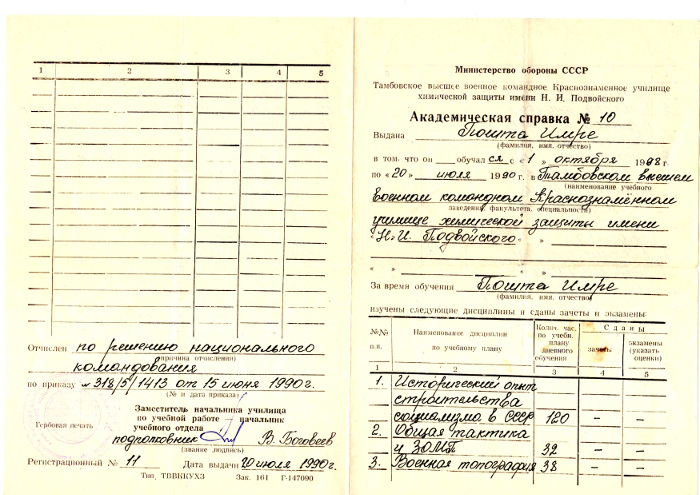 1 2 3 4 5
Отчислен по решению национального
(причина отчисления)
командования
по приказу № 318/5/1413 от 15 июня 1990г.
(№ и дата приказа)
Заместитель начальника училища
по учебной работе — начальник
учебного отдела
Гербовая печать
подполковник В. Боговеев
(звание, подпись)
Регистрационный № 11 Дата выдачи 20 июля 1990г.
Тип. ТВВККУХЗ Зак. 161 Г-147090
Министерство обороны СССР
Тамбовское высшее военное командное Краснознаменное училище
химической защиты имени Н. И. Подвойского
Академическая справка № 10
Выдана Пошта Имре
(фамилия, имя, отчество)
в том, что он обучался с «1» октября 1988 г.
по «20» июля 1990 г. в Тамбовском высшем
(наименование учебного
военном командном Краснознамённом
заведения, факультета, специальности)
училище химической защиты имени
«Н.И. Подвойского» »
« » »
За время обучения Пошта Имре
(фамилия, имя, отчество)
изучены следующие дисциплины и сданы зачеты и экзамены:
№№ п.п. Наименование дисциплин по учебному плану Колич. час. по учебн. плану дневного обучения Сданы
зачеты экзамены (указать оценки)
1 2 3 4 5
1. Исторический опыт
строительства
социализма в СССР 120 – –
2. Общая тактика
и ЗОМП 32 – –
3. Военная топография 38 – –